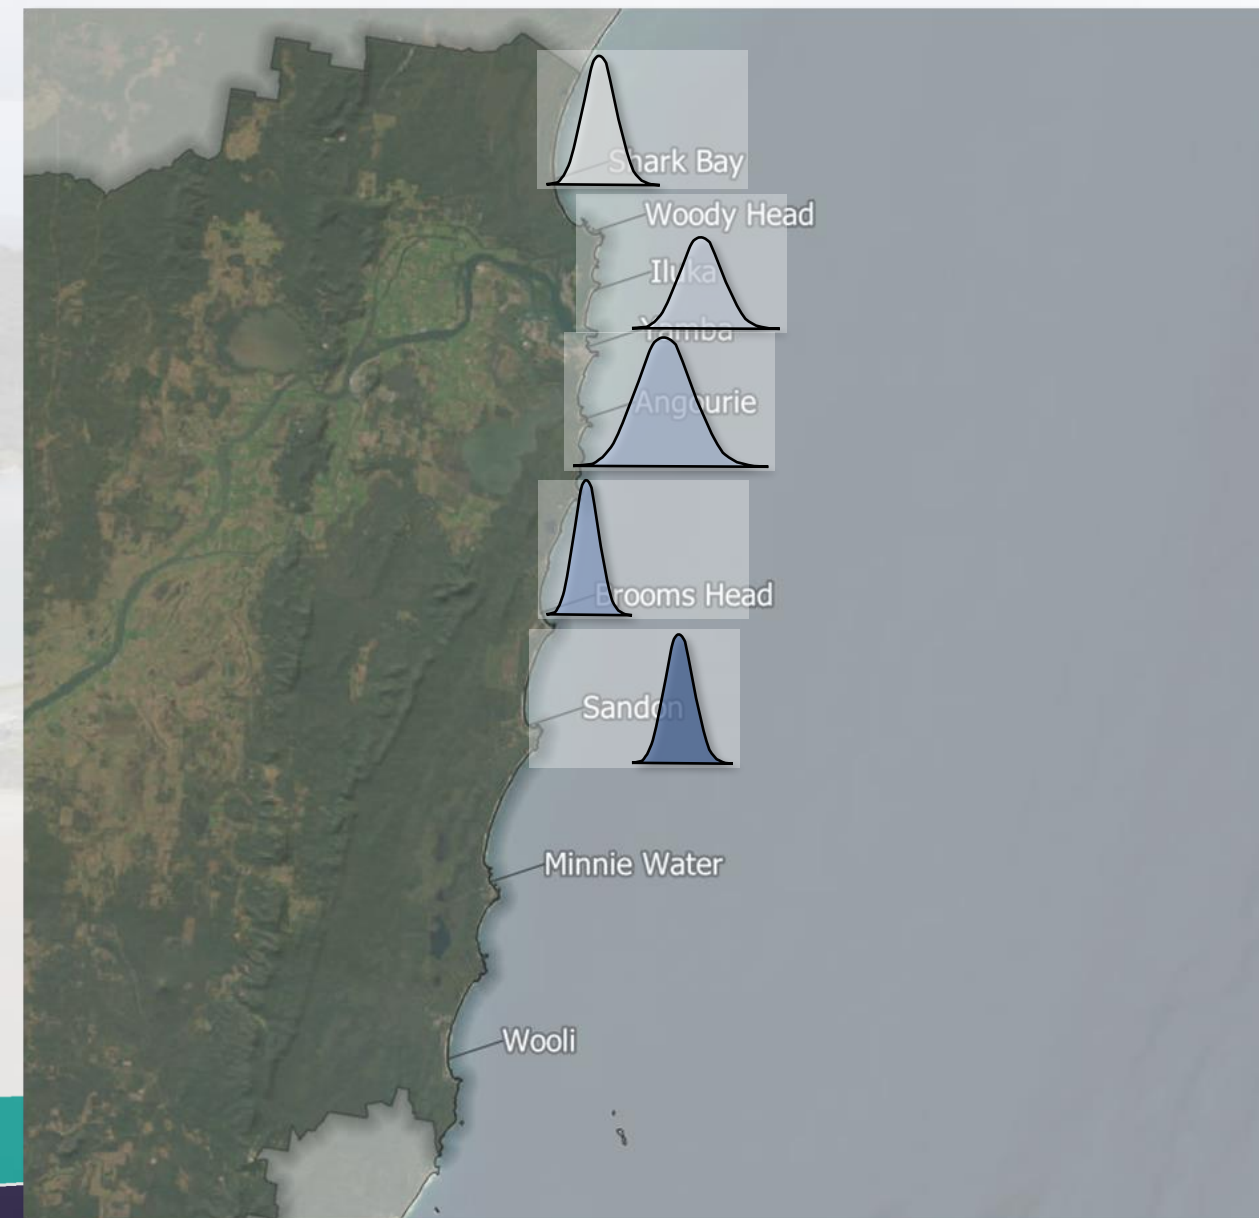 Shark Bay
Woody Head
Iluka
Yamba
Angourie
Brooms Head
Sandon
Minnie Water
Wooli